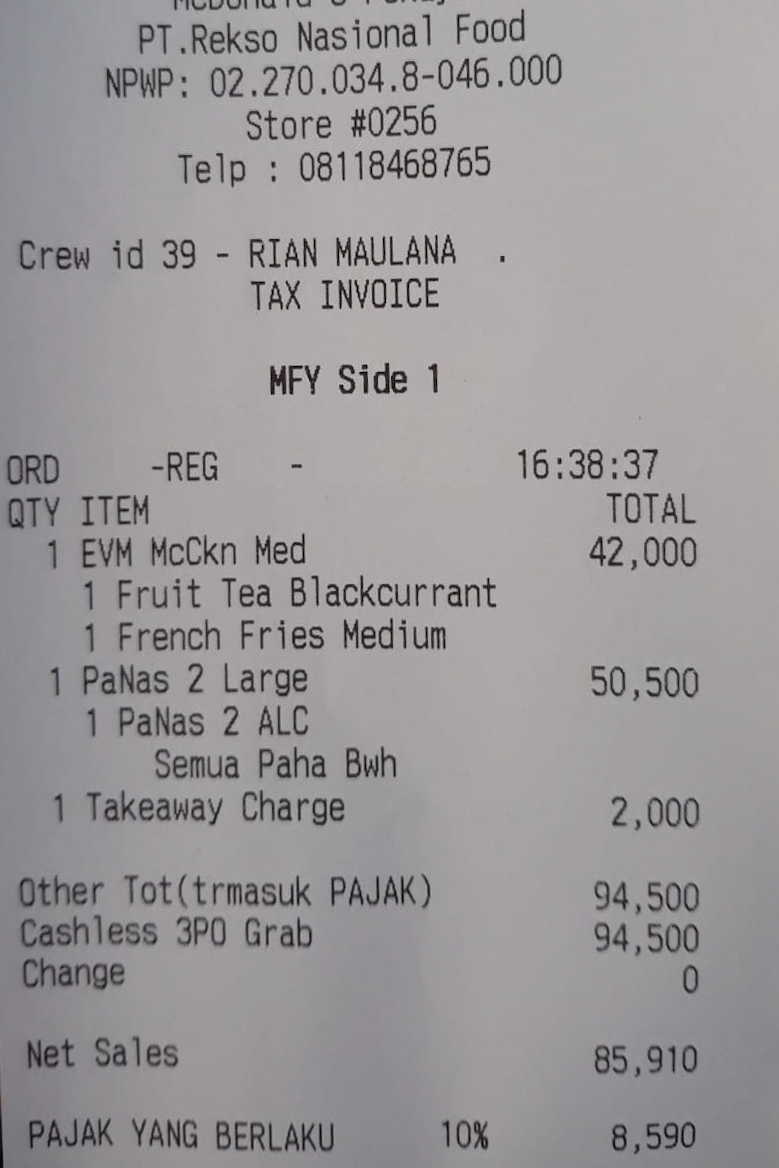 PT.Rekso Nasional Food
NPWP: 02.270.034.8-046.000
Store #0256
Telp : 08118468765
Crew id 39 - RIAN MAULANA .
TAX INVOICE
MFY Side 1
ORD -REG - 16:38:37
QTY ITEM TOTAL
1 EVM McCkn Med 42,000
1 Fruit Tea Blackcurrant
1 French Fries Medium
1 PaNas 2 Large 50,500
1 PaNas 2 ALC
Semua Paha Bwh
1 Takeaway Charge 2,000
Other Tot(trmasuk PAJAK) 94,500
Cashless 3PO Grab 94,500
Change 0
Net Sales 85,910
PAJAK YANG BERLAKU 10% 8,590